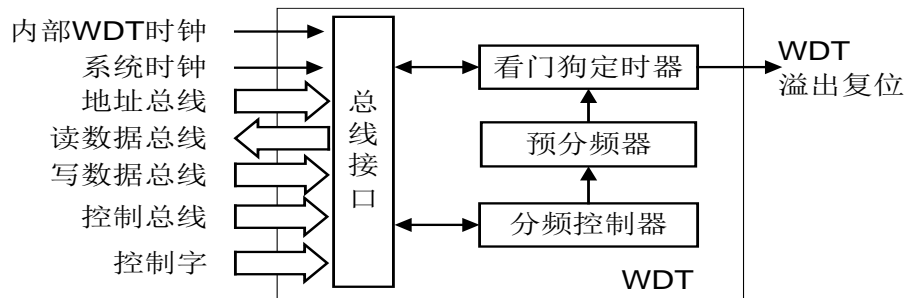 内部WDT时钟
系统时钟
地址总线
读数据总线
写数据总线
控制总线
控制字
总线接口
看门狗定时器
预分频器
分频控制器
WDT
溢出复位
WDT